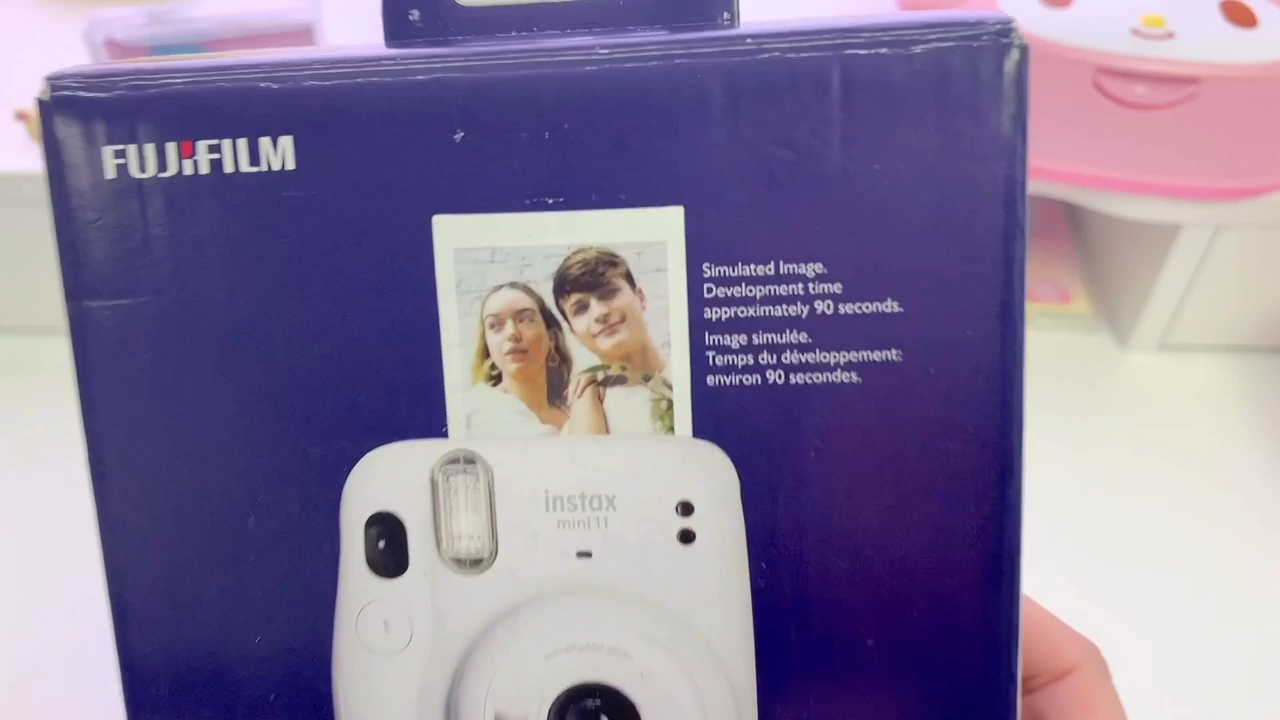 FUJIFILM
Simulated Image.
Development time
approximately 90 seconds.
Image simulée.
Temps du développement:
environ 90 secondes.
instax
mini 11